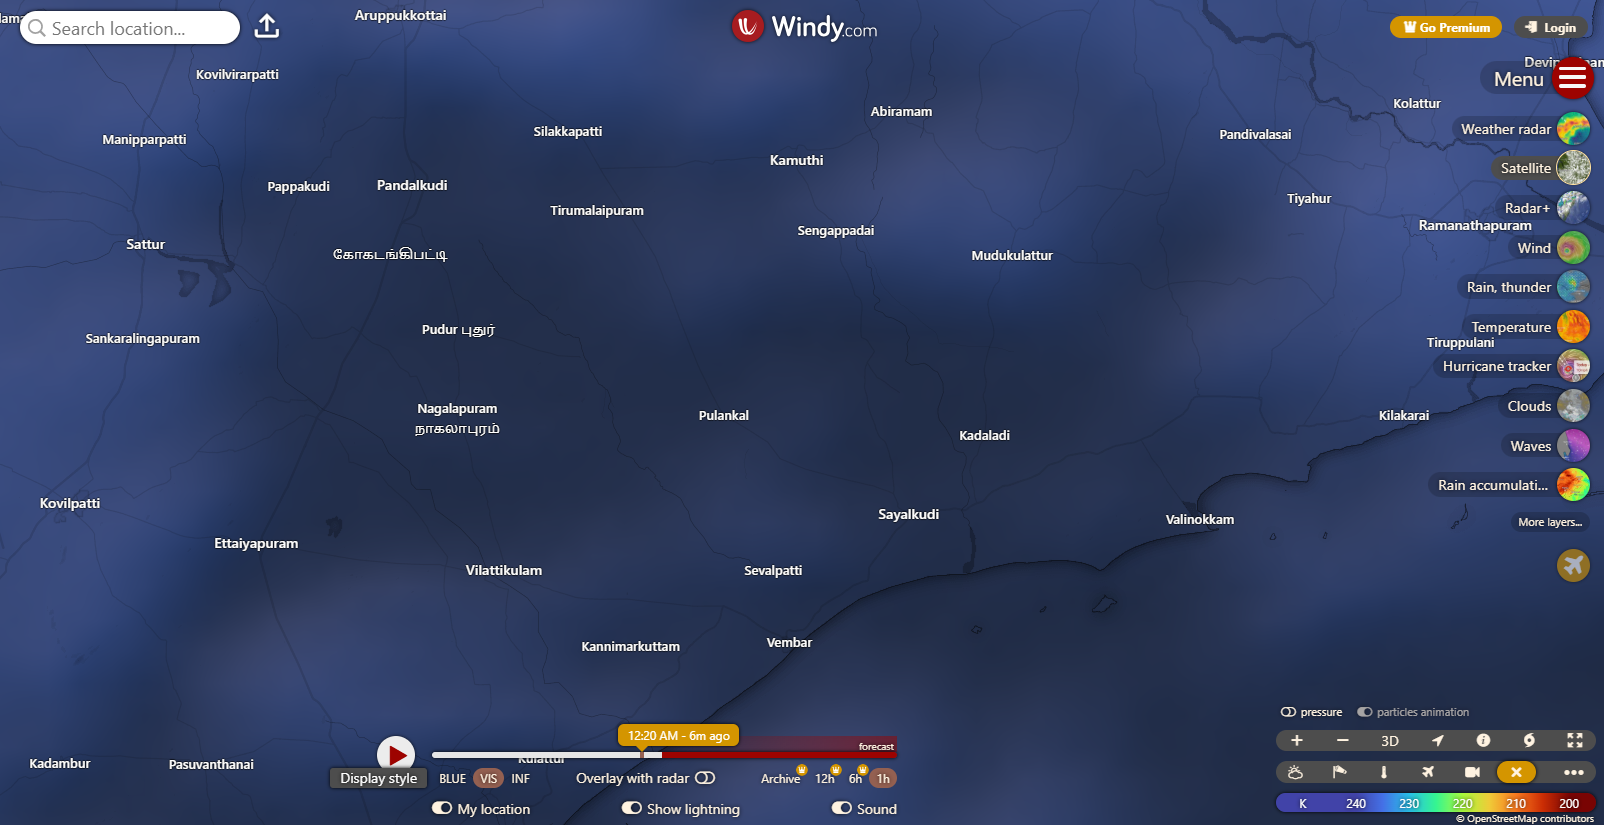 Search location...
Windy.com
Go Premium
Login
Menu
Weather radar
Satellite
Radar+
Wind
Rain, thunder
Temperature
Hurricane tracker
Clouds
Waves
Rain accumulati...
More layers...
Aruppukkottai
Kovilvirarpatti
Abiramam
Kolattur
Silakkapatti
Pandivalasai
Manipparpatti
Kamuthi
Pappakudi
Pandalkudi
Tiyahur
Tirumalaipuram
Ramanathapuram
Sengappadai
Sattur
கோகடங்கிபட்டி
Mudukulattur
Pudur புதுர்
Sankaralingapuram
Tiruppulani
Nagalapuram
நாகலாபுரம்
Pulankal
Kilakarai
Kadaladi
Kovilpatti
Sayalkudi
Valinokkam
Ettaiyapuram
Vilattikulam
Sevalpatti
Kannimarkuttam
Vembar
Kadambur
Pasuvanthanai
Kulattur
12:20 AM - 6m ago
forecast
Display style
BLUE VIS INF
Overlay with radar
Archive 12h 6h 1h
My location
Show lightning
Sound
pressure
particles animation
3D
K 240 230 220 210 200
© OpenStreetMap contributors